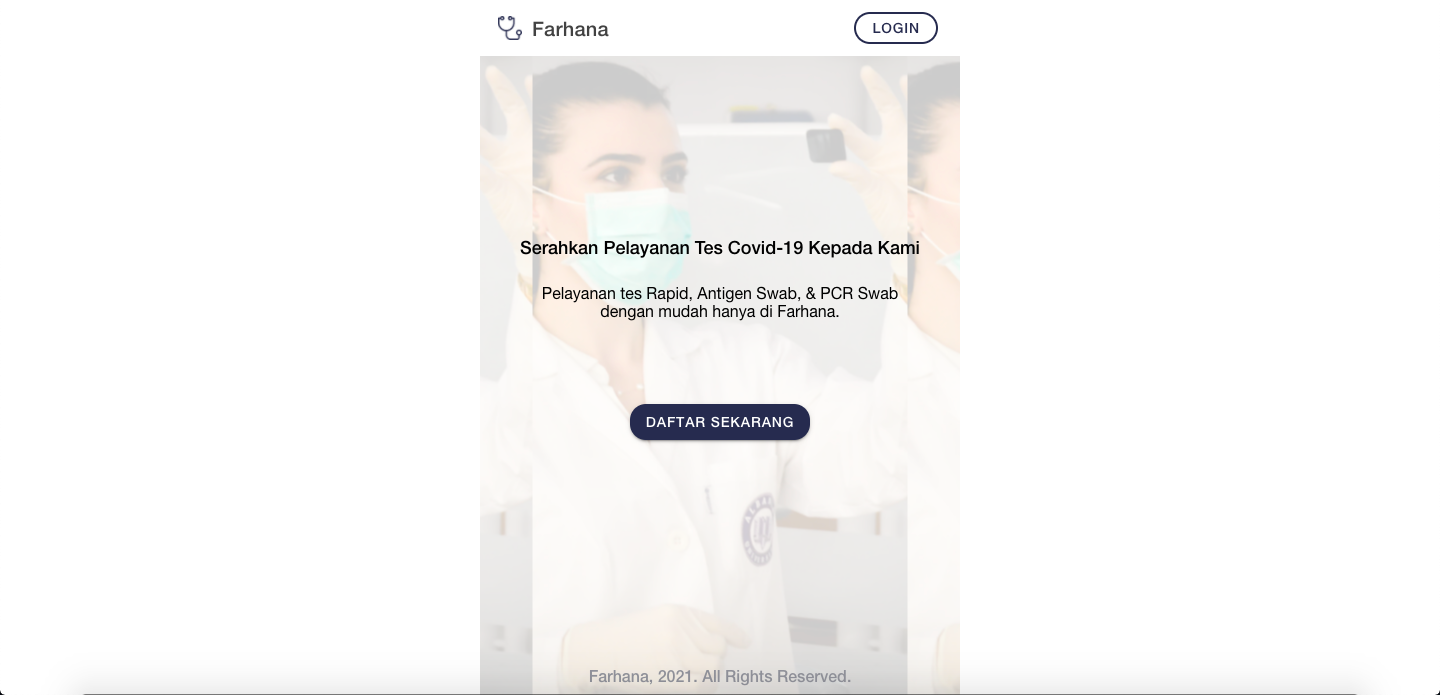 Farhana
LOGIN
Serahkan Pelayanan Tes Covid-19 Kepada Kami
Pelayanan tes Rapid, Antigen Swab, & PCR Swab
dengan mudah hanya di Farhana.
DAFTAR SEKARANG
Farhana, 2021. All Rights Reserved.